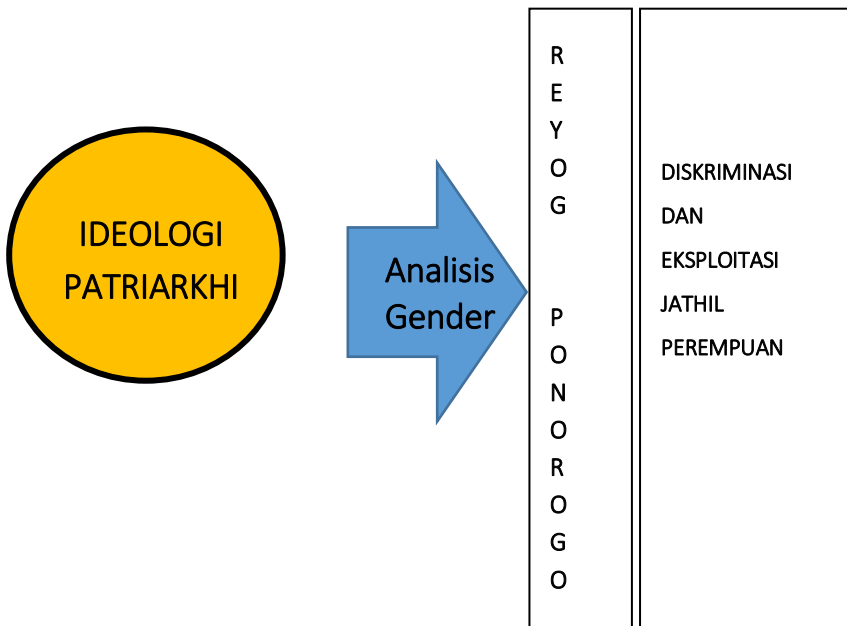 IDEOLOGI
PATRIARKHI
Analisis
Gender
R
E
Y
O
G
P
O
N
O
R
O
G
O
DISKRIMINASI
DAN
EKSPLOITASI
JATHIL
PEREMPUAN